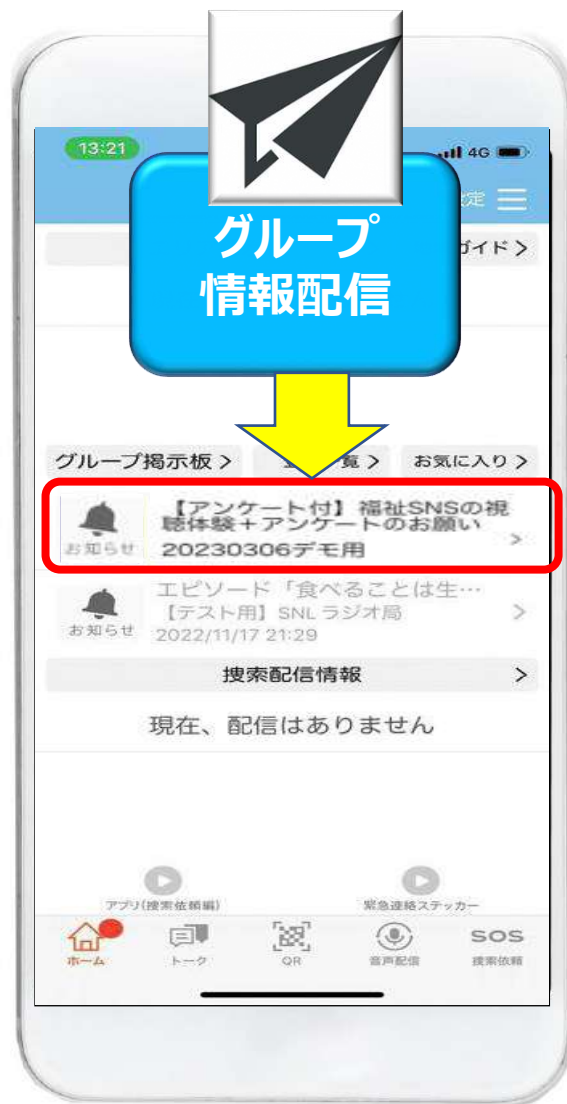 13:21
4G
定
ガイド >
グループ
情報配信
グループ掲示板 >
覧 >
お気に入り >
【アンケート付】福祉SNSの視
聴体験+アンケートのお願い
お知らせ
20230306デモ用
エピソード「食べることは生…
【テスト用】SNL ラジオ局
お知らせ
2022/11/17 21:29
捜索配信情報 >
現在、配信はありません
アプリ(捜索依頼編)
緊急連絡ステッカー
ホーム
トーク
QR
音声配信
SOS
捜索依頼